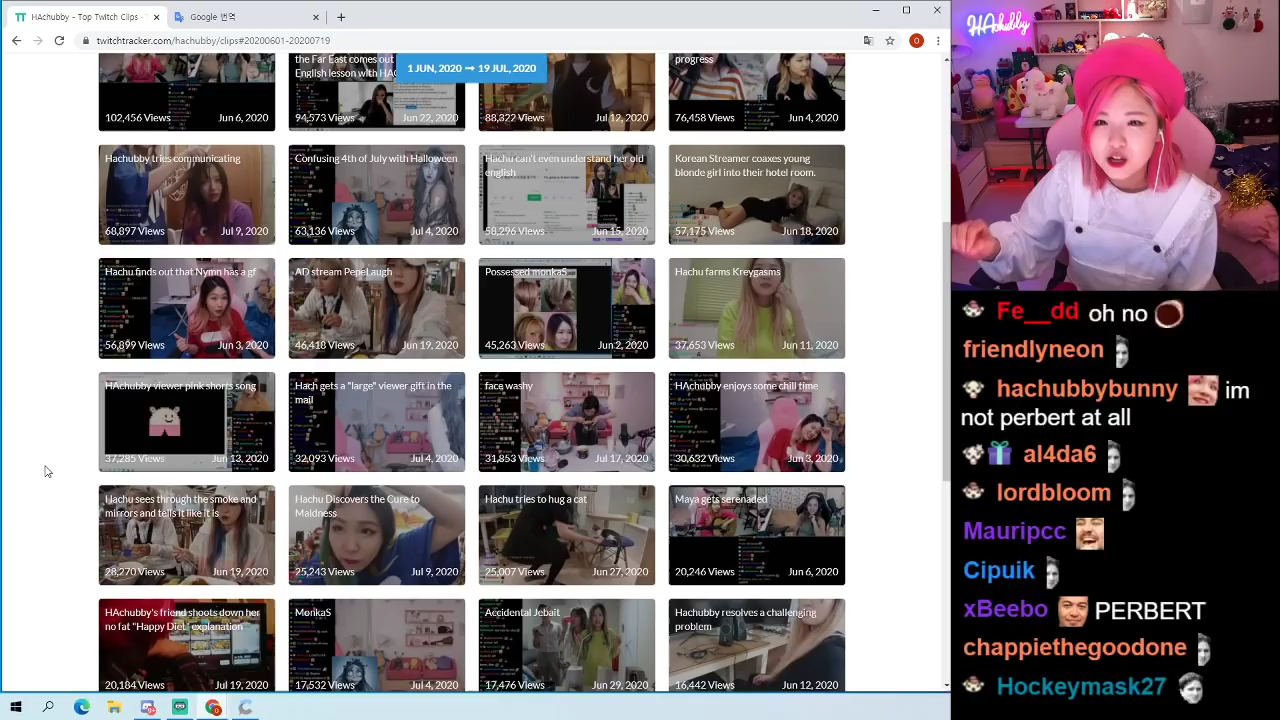 HAchubby - Top Twitch Clips -
Google 번역
twitchtracker.com/hachubby/clips#20200601-20200719
1 JUN, 2020 ➞ 19 JUL, 2020
102,456 Views Jun 6, 2020
the Far East comes out
English lesson with HAC
94,573 Views Jun 22, 2020
88,822 Views Jul 12, 2020
progress
76,458 Views Jun 4, 2020
Hachubby tries communicating
68,897 Views Jul 9, 2020
Confusing 4th of July with Halloween
63,136 Views Jul 4, 2020
Hachu can't even understand her old
english
58,296 Views Jun 15, 2020
Korean Streamer coaxes young
blonde girl into their hotel room.
57,175 Views Jun 18, 2020
Hachu finds out that Nymn has a gf
56,899 Views Jun 3, 2020
AD stream PepeLaugh
46,418 Views Jun 19, 2020
Possessed monkaS
45,263 Views Jun 2, 2020
Hachu farms Kreygasms
37,653 Views Jun 11, 2020
HAchubby viewer pink shorts song
37,285 Views Jun 13, 2020
Hach gets a "large" viewer gift in the
mail
32,093 Views Jul 4, 2020
face washy
31,853 Views Jul 17, 2020
HAchubby enjoys some chill time
30,632 Views Jun 3, 2020
Hachu sees through the smoke and
mirrors and tells it like it is
28,270 Views Jun 19, 2020
Hachu Discovers the Cure to
Maldness
25,243 Views Jul 9, 2020
Hachu tries to hug a cat
25,007 Views Jun 27, 2020
Maya gets serenaded
20,246 Views Jun 6, 2020
HAchubby's friend shoots down her
no fat "Happy Diet" explanation
20,184 Views Jul 19, 2020
MonkaS
17,532 Views Jul 4, 2020
Accidental Jebait
17,476 Views Jun 29, 2020
Hachubby resolves a challenging
problem
16,442 Views Jun 12, 2020
HAchubby
Fe__dd oh no
friendlyneon
hachubbybunny im
not perbert at all
al4da6
lordbloom
Mauripcc
Cipuik
xBeebo PERBERT
chappiethegoodone
Hockeymask27